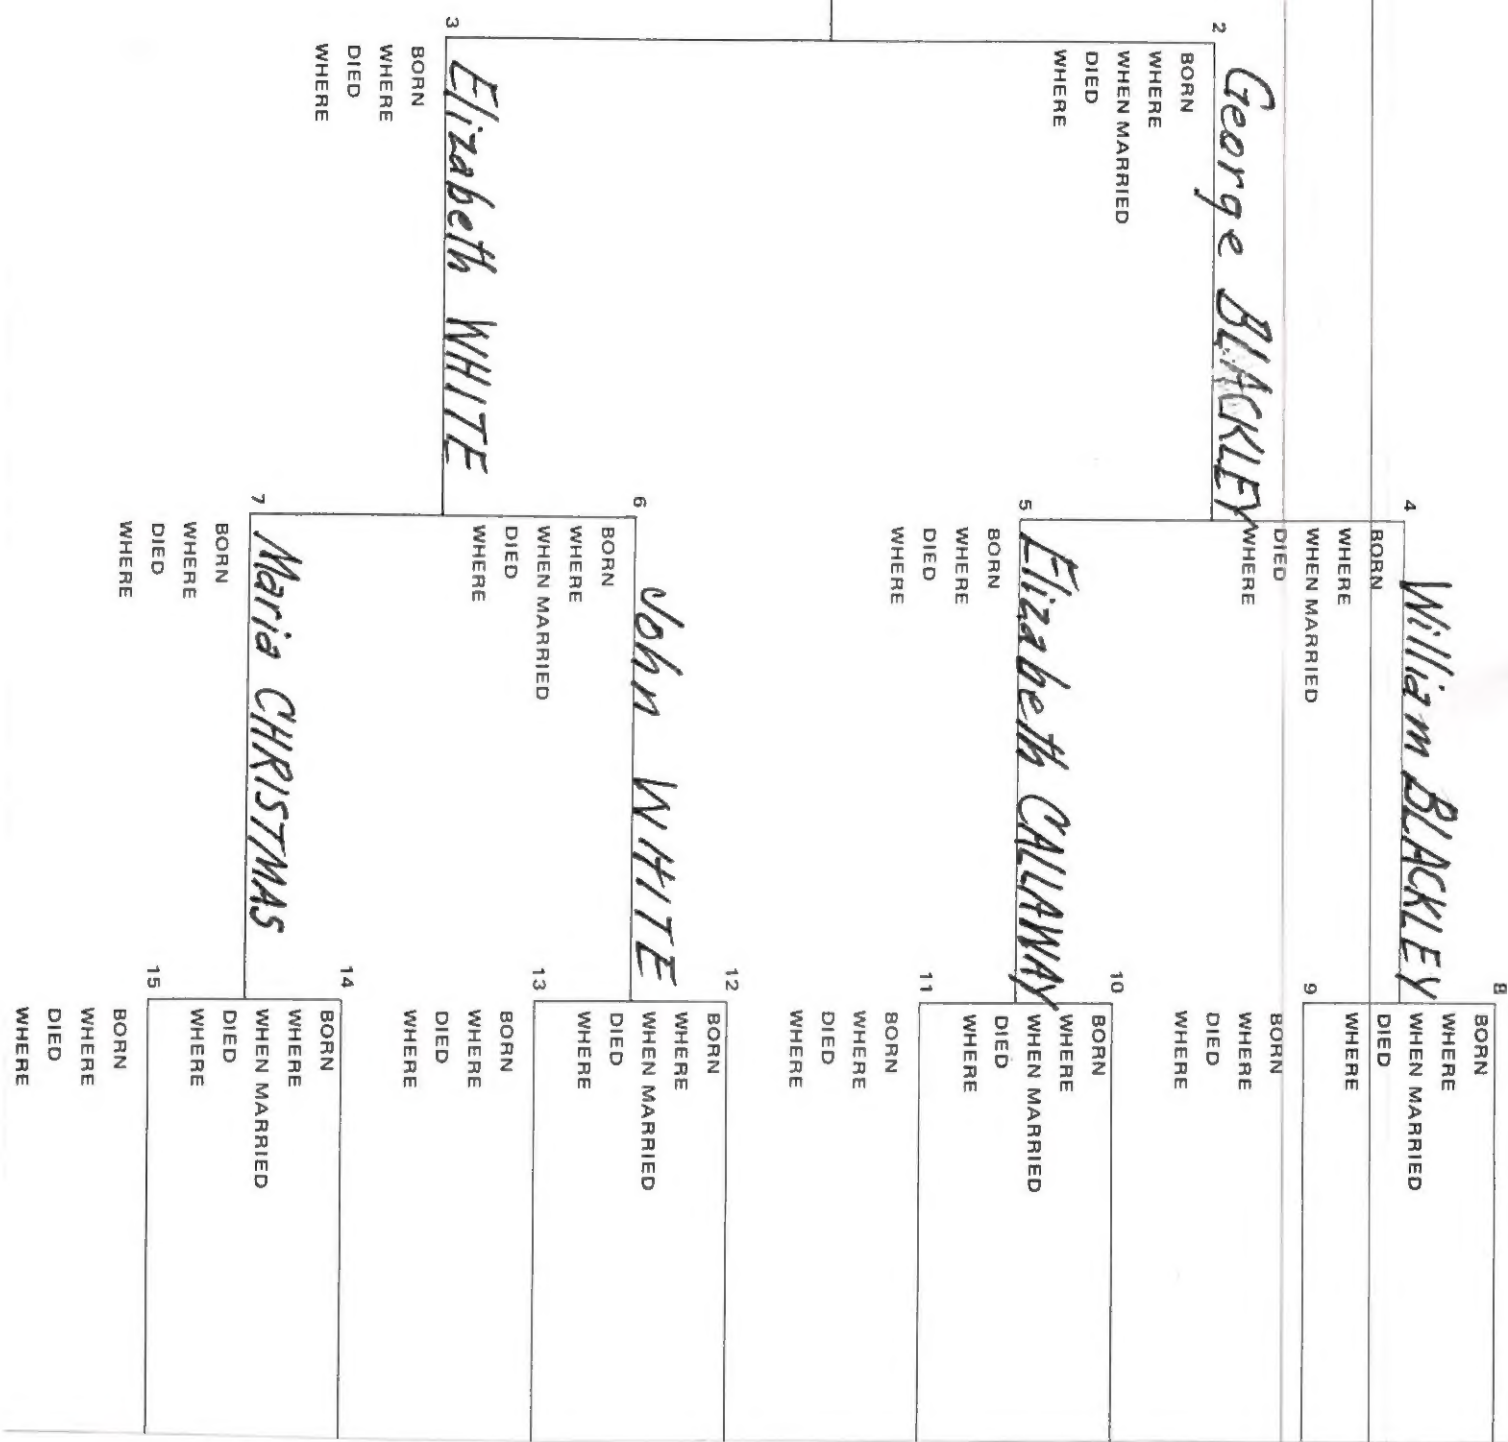 2
George BLACKLEY
BORN
WHERE
WHEN MARRIED
DIED
WHERE
3
Elizabeth WHITE
BORN
WHERE
DIED
WHERE
4
William BLACKLEY
BORN
WHERE
WHEN MARRIED
DIED
WHERE
5
Elizabeth CALLAWAY
BORN
WHERE
DIED
WHERE
6
John WHITE
BORN
WHERE
WHEN MARRIED
DIED
WHERE
7
Maria CHRISTMAS
BORN
WHERE
DIED
WHERE
8
BORN
WHERE
WHEN MARRIED
DIED
WHERE
9
BORN
WHERE
DIED
WHERE
10
BORN
WHERE
WHEN MARRIED
DIED
WHERE
11
BORN
WHERE
DIED
WHERE
12
BORN
WHERE
WHEN MARRIED
DIED
WHERE
13
BORN
WHERE
DIED
WHERE
14
BORN
WHERE
WHEN MARRIED
DIED
WHERE
15
BORN
WHERE
DIED
WHERE